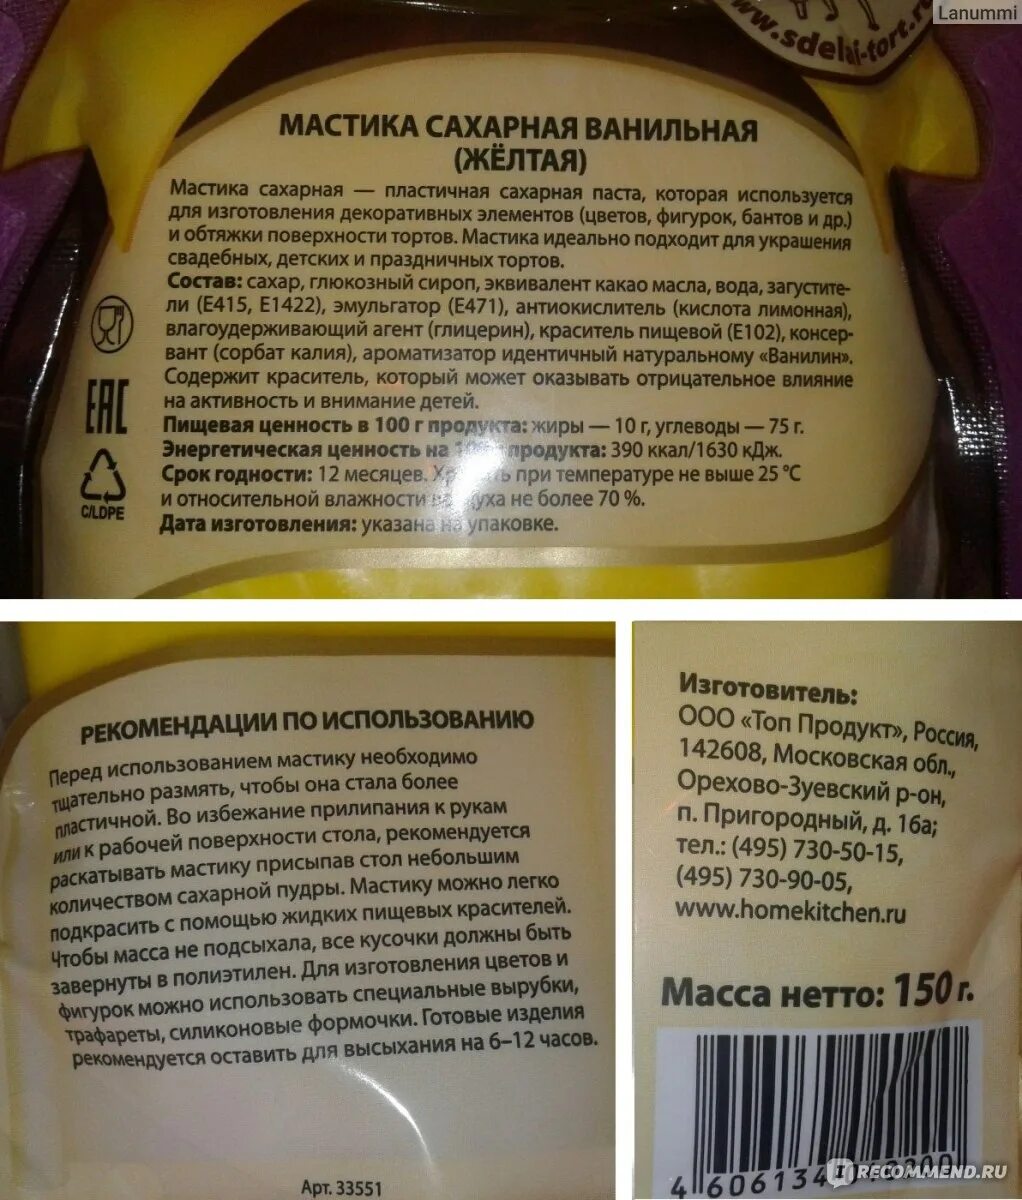 Lanummi
www.sdelai-tort.ru
МАСТИКА САХАРНАЯ ВАНИЛЬНАЯ
(ЖЁЛТАЯ)
Мастика сахарная — пластичная сахарная паста, которая используется
для изготовления декоративных элементов (цветов, фигурок, бантов и др.)
и обтяжки поверхности тортов. Мастика идеально подходит для украшения
свадебных, детских и праздничных тортов.
Состав: сахар, глюкозный сироп, эквивалент какао масла, вода, загустите-
ли (Е415, Е1422), эмульгатор (Е471), антиокислитель (кислота лимонная),
влагоудерживающий агент (глицерин), краситель пищевой (Е102), консер-
вант (сорбат калия), ароматизатор идентичный натуральному «Ванилин».
Содержит краситель, который может оказывать отрицательное влияние
на активность и внимание детей.
Пищевая ценность в 100 г продукта: жиры — 10 г, углеводы — 75 г.
Энергетическая ценность на 100 г продукта: 390 ккал/1630 кДж.
Срок годности: 12 месяцев. Хранить при температуре не выше 25 °С
и относительной влажности воздуха не более 70 %.
Дата изготовления: указана на упаковке.
EAC
C/LDPE
РЕКОМЕНДАЦИИ ПО ИСПОЛЬЗОВАНИЮ
Перед использованием мастику необходимо
тщательно размять, чтобы она стала более
пластичной. Во избежание прилипания к рукам
или к рабочей поверхности стола, рекомендуется
раскатывать мастику присыпав стол небольшим
количеством сахарной пудры. Мастику можно легко
подкрасить с помощью жидких пищевых красителей.
Чтобы масса не подсыхала, все кусочки должны быть
завернуты в полиэтилен. Для изготовления цветов и
фигурок можно использовать специальные вырубки,
трафареты, силиконовые формочки. Готовые изделия
рекомендуется оставить для высыхания на 6–12 часов.
Арт. 33551
Изготовитель:
ООО «Топ Продукт», Россия,
142608, Московская обл.,
Орехово-Зуевский р-он,
п. Пригородный, д. 16а;
тел.: (495) 730-50-15,
(495) 730-90-05,
www.homekitchen.ru
Масса нетто: 150 г.
4 606134
RECOMMEND.RU